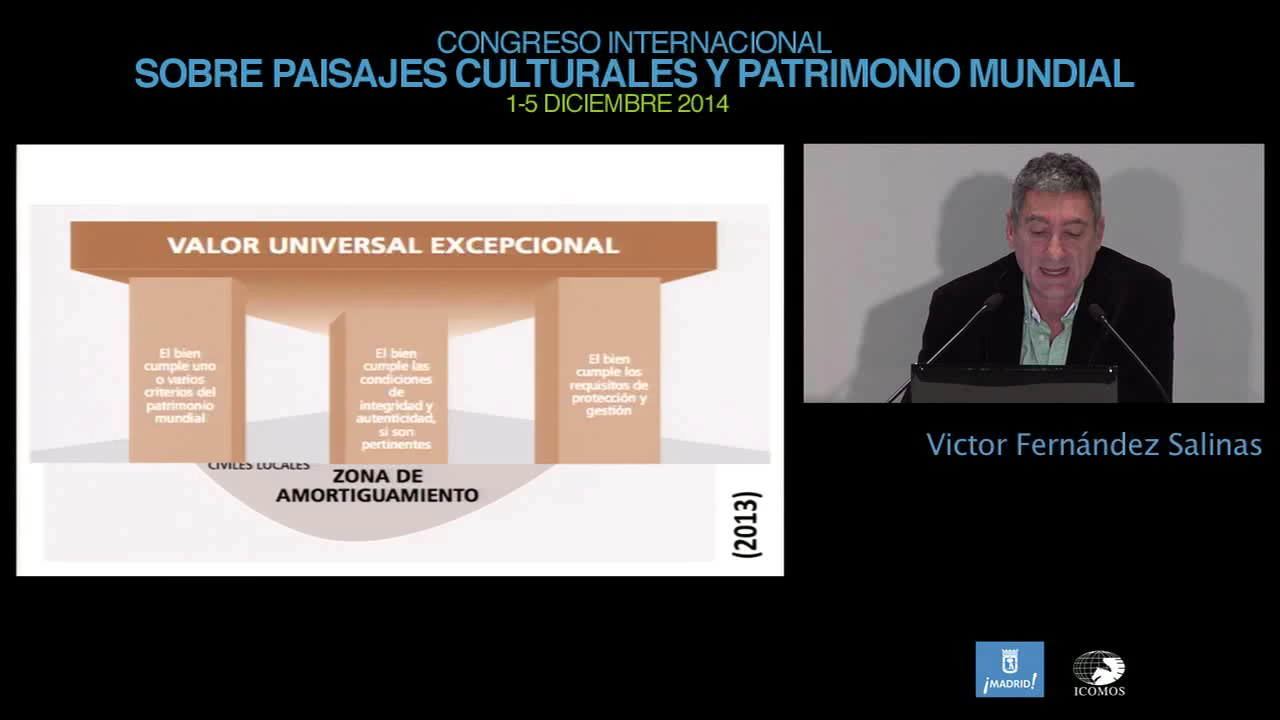 CONGRESO INTERNACIONAL
SOBRE PAISAJES CULTURALES Y PATRIMONIO MUNDIAL
1-5 DICIEMBRE 2014
VALOR UNIVERSAL EXCEPCIONAL
El bien
cumple uno
o varios
criterios del
patrimonio
mundial
El bien
cumple las
condiciones
de
integridad y
autenticidad,
si son
pertinentes
El bien
cumple los
requisitos de
protección y
gestión
CIVILES LOCALES
ZONA DE
AMORTIGUAMIENTO
(2013)
Victor Fernández Salinas
¡MADRID!
ICOMOS